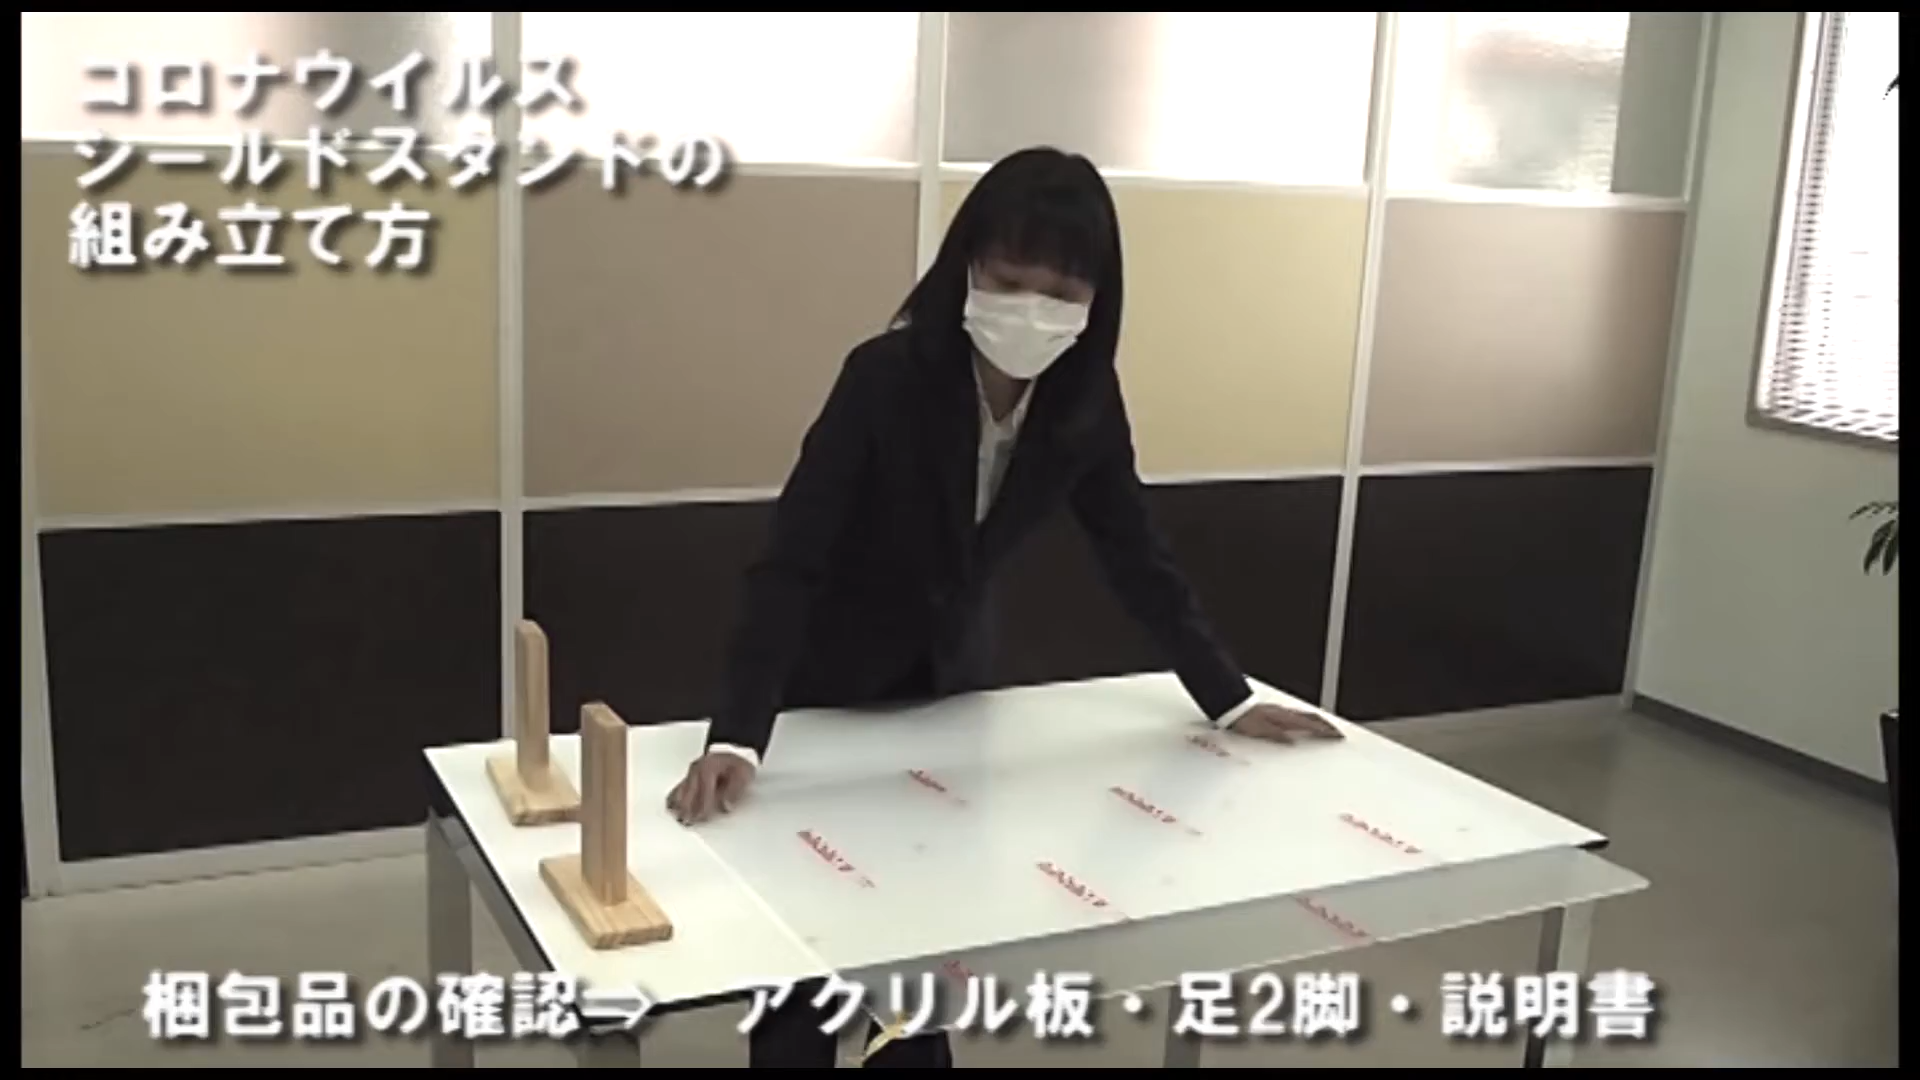 コロナウイルス
シールドスタンドの
組み立て方
梱包品の確認⇒　アクリル板・足2脚・説明書